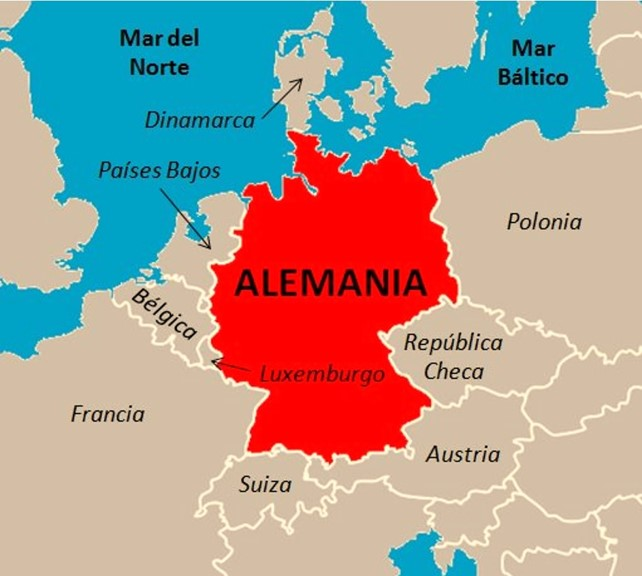 Mar del
Norte
Mar
Báltico
Dinamarca
Países Bajos
Polonia
ALEMANIA
Bélgica
República
Checa
Luxemburgo
Francia
Austria
Suiza